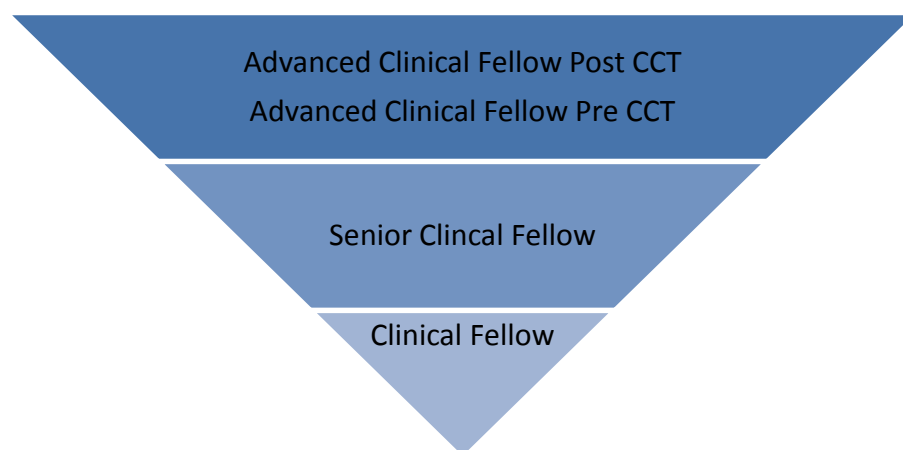 Advanced Clinical Fellow Post CCT
Advanced Clinical Fellow Pre CCT
Senior Clincal Fellow
Clinical Fellow